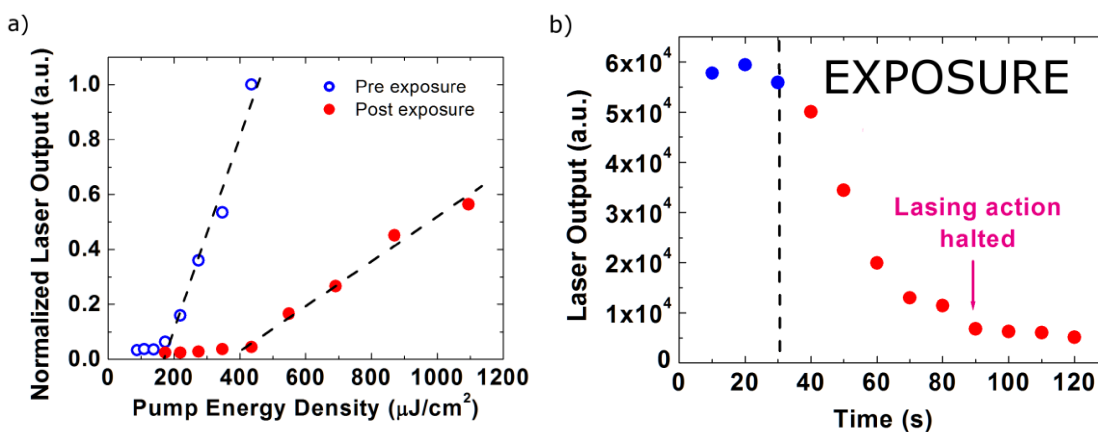 a)
Normalized Laser Output (a.u.)
1.0
0.8
0.6
0.4
0.2
0.0
Pre exposure
Post exposure
0 200 400 600 800 1000 1200
Pump Energy Density (μJ/cm²)
b)
Laser Output (a.u.)
6x10⁴
5x10⁴
4x10⁴
3x10⁴
2x10⁴
1x10⁴
0
EXPOSURE
Lasing action
halted
0 20 40 60 80 100 120
Time (s)